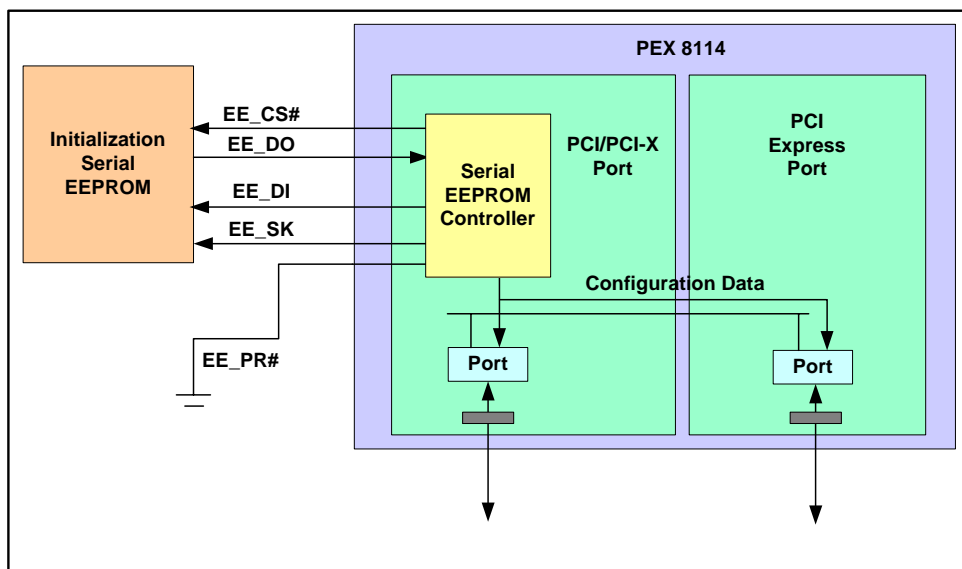 PEX 8114
Initialization
Serial
EEPROM
EE_CS#
EE_DO
EE_DI
EE_SK
EE_PR#
Serial
EEPROM
Controller
PCI/PCI-X
Port
PCI
Express
Port
Configuration Data
Port
Port